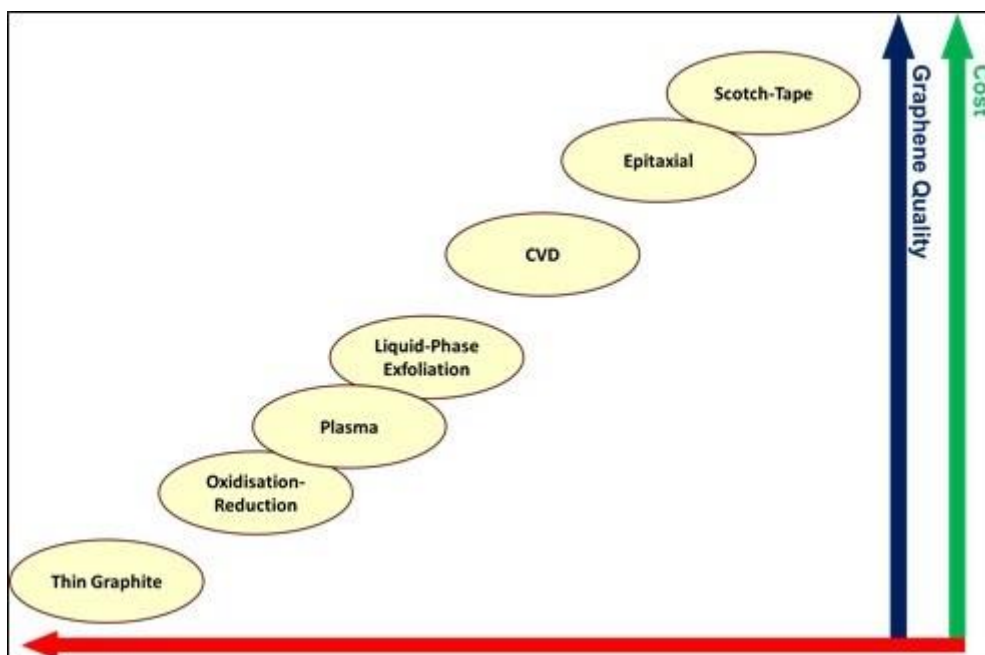 Scotch-Tape
Epitaxial
CVD
Liquid-Phase
Exfoliation
Plasma
Oxidisation-
Reduction
Thin Graphite
Graphene Quality
Cost